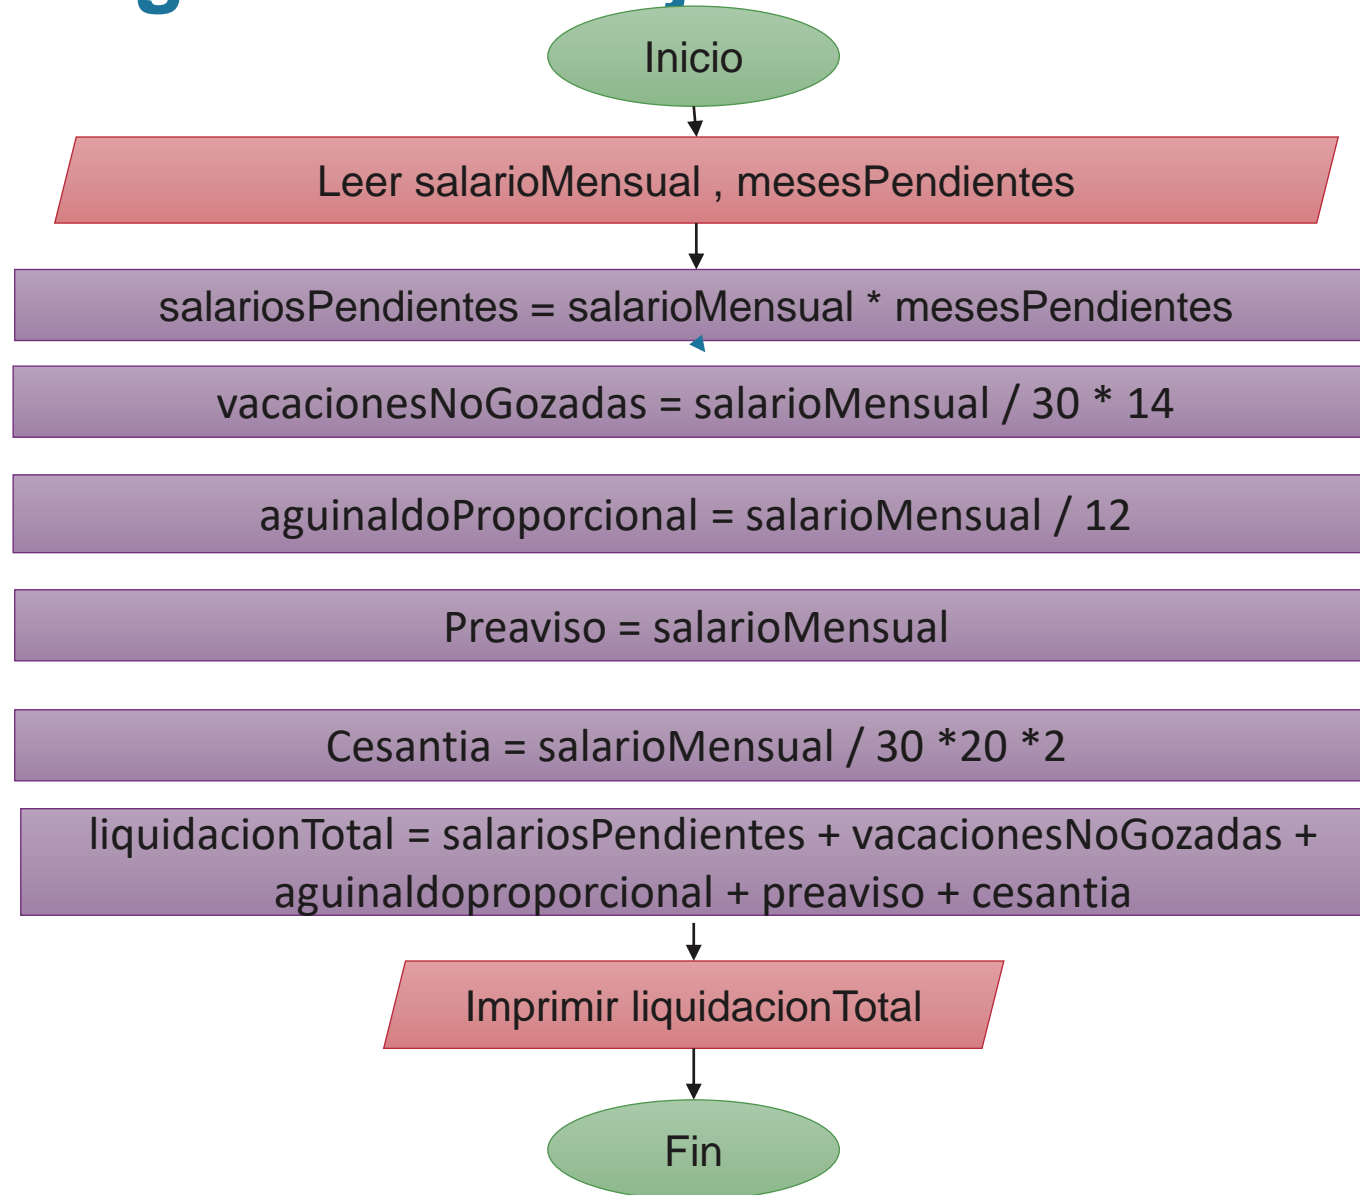 Inicio
Leer salarioMensual , mesesPendientes
salariosPendientes = salarioMensual * mesesPendientes
vacacionesNoGozadas = salarioMensual / 30 * 14
aguinaldoProporcional = salarioMensual / 12
Preaviso = salarioMensual
Cesantia = salarioMensual / 30 *20 *2
liquidacionTotal = salariosPendientes + vacacionesNoGozadas +
aguinaldoproporcional + preaviso + cesantia
Imprimir liquidacionTotal
Fin